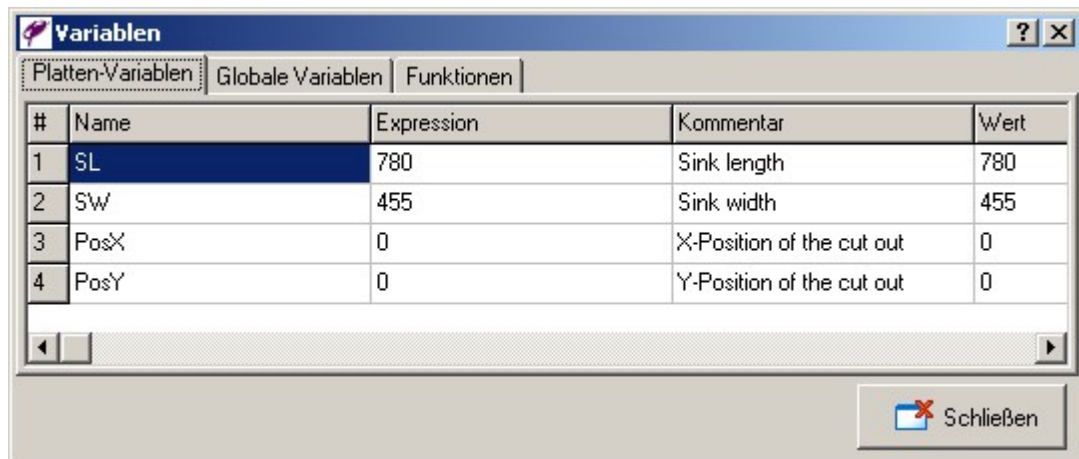 Variablen
Platten-Variablen Globale Variablen Funktionen
# Name Expression Kommentar Wert
1 SL 780 Sink length 780
2 SW 455 Sink width 455
3 PosX 0 X-Position of the cut out 0
4 PosY 0 Y-Position of the cut out 0
Schließen